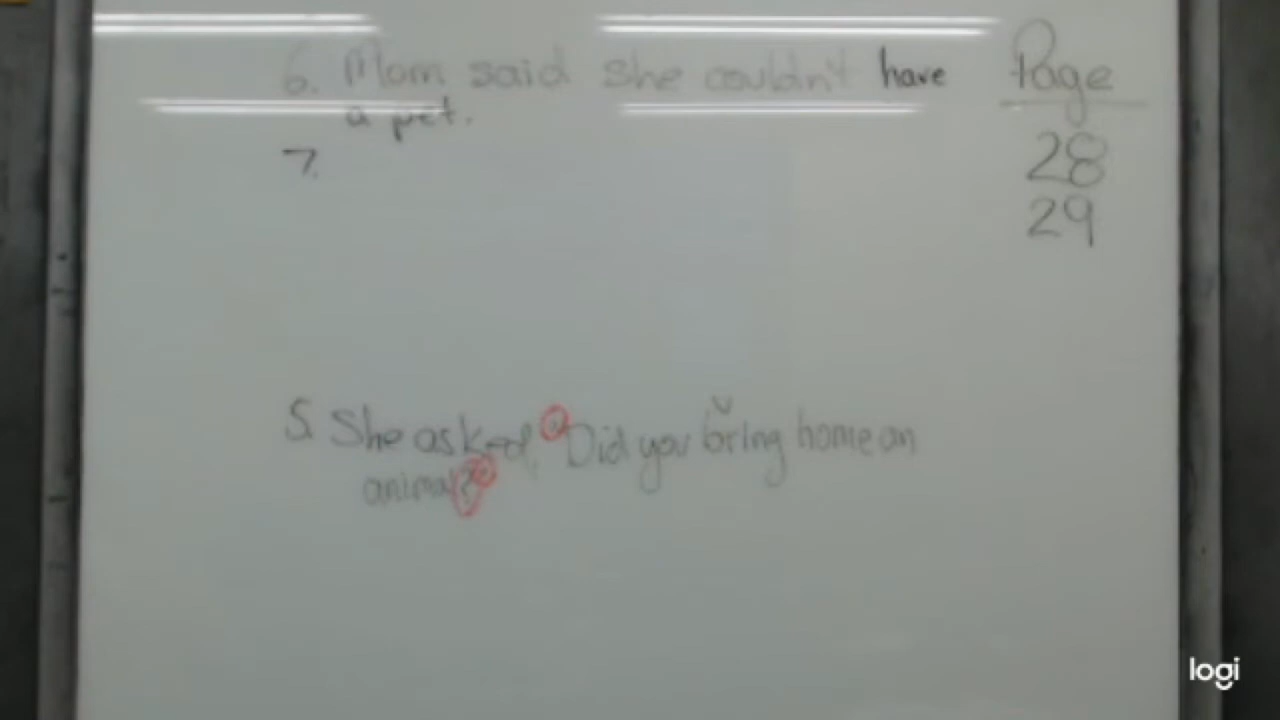 6. Mom said she couldn't have
a pet.
7.
Page
28
29
5. She asked, "Did you bring home an
animal?"
logi